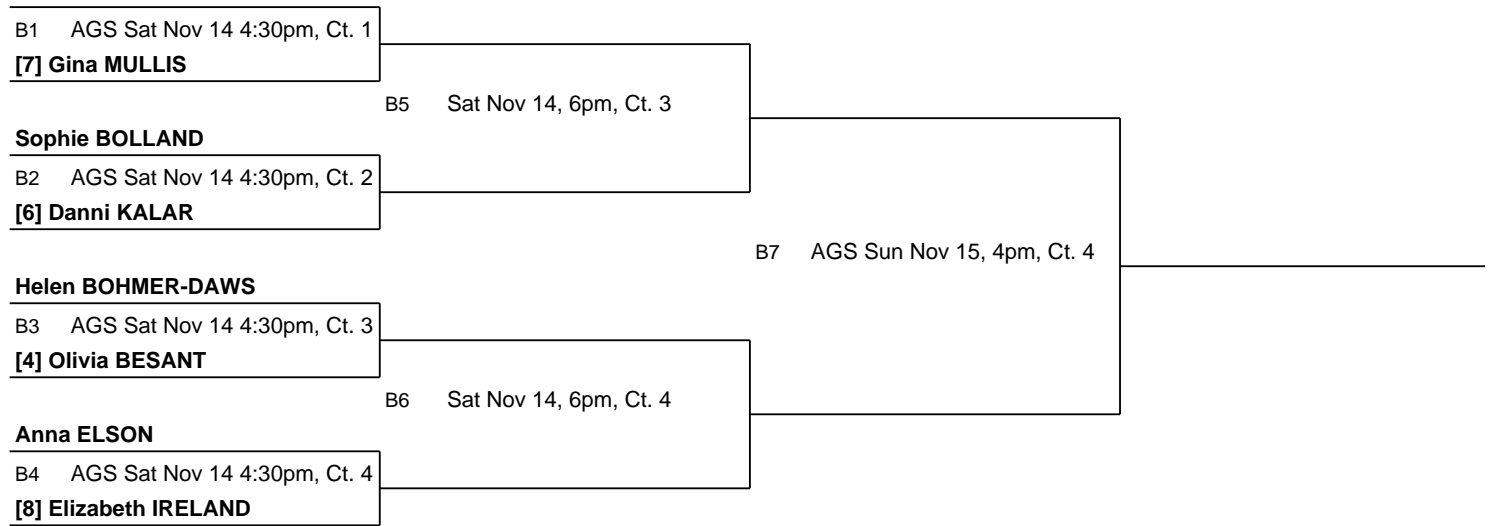 B1 AGS Sat Nov 14 4:30pm, Ct. 1
[7] Gina MULLIS
B5 Sat Nov 14, 6pm, Ct. 3
Sophie BOLLAND
B2 AGS Sat Nov 14 4:30pm, Ct. 2
[6] Danni KALAR
B7 AGS Sun Nov 15, 4pm, Ct. 4
Helen BOHMER-DAWS
B3 AGS Sat Nov 14 4:30pm, Ct. 3
[4] Olivia BESANT
B6 Sat Nov 14, 6pm, Ct. 4
Anna ELSON
B4 AGS Sat Nov 14 4:30pm, Ct. 4
[8] Elizabeth IRELAND